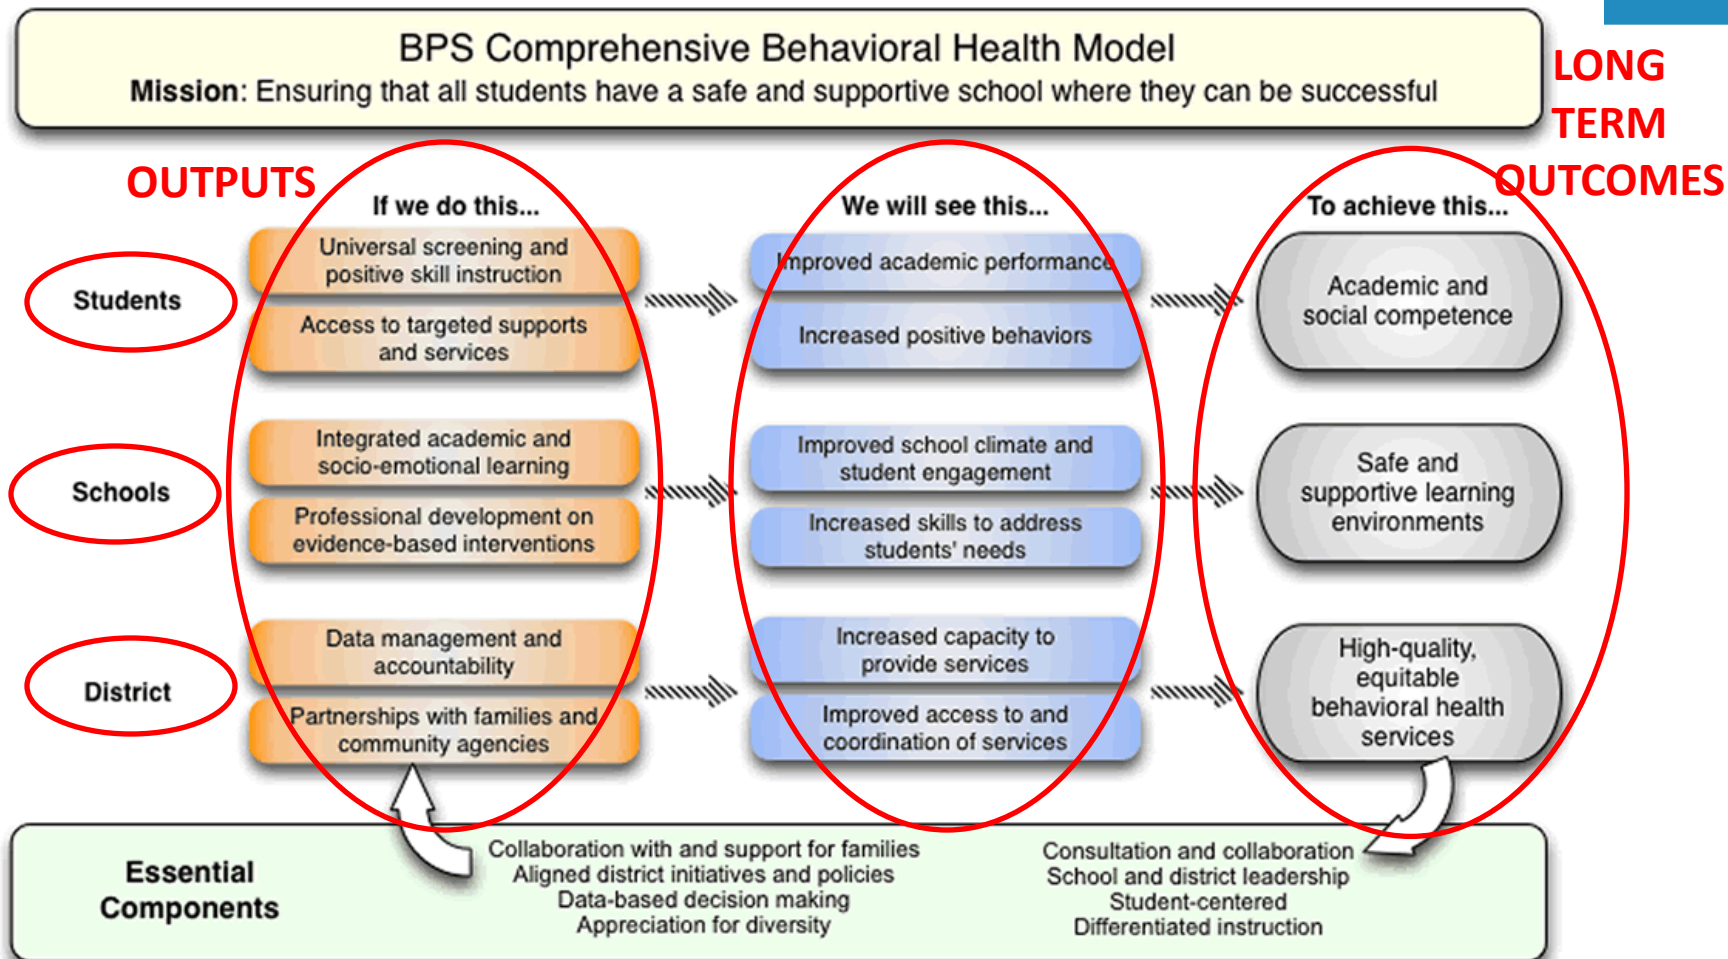 BPS Comprehensive Behavioral Health Model
Mission: Ensuring that all students have a safe and supportive school where they can be successful
LONG
TERM
OUTCOMES
OUTPUTS
If we do this...
We will see this...
To achieve this...
Students
Universal screening and
positive skill instruction
Access to targeted supports
and services
Improved academic performance
Increased positive behaviors
Academic and
social competence
Schools
Integrated academic and
socio-emotional learning
Professional development on
evidence-based interventions
Improved school climate and
student engagement
Increased skills to address
students' needs
Safe and
supportive learning
environments
District
Data management and
accountability
Partnerships with families and
community agencies
Increased capacity to
provide services
Improved access to and
coordination of services
High-quality,
equitable
behavioral health
services
Essential
Components
Collaboration with and support for families
Aligned district initiatives and policies
Data-based decision making
Appreciation for diversity
Consultation and collaboration
School and district leadership
Student-centered
Differentiated instruction